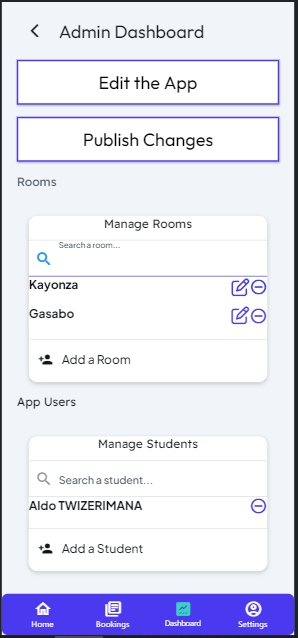 Admin Dashboard
Edit the App
Publish Changes
Rooms
Manage Rooms
Search a room...
Kayonza
Gasabo
Add a Room
App Users
Manage Students
Search a student...
Aldo TWIZERIMANA
Add a Student
Home Bookings Dashboard Settings